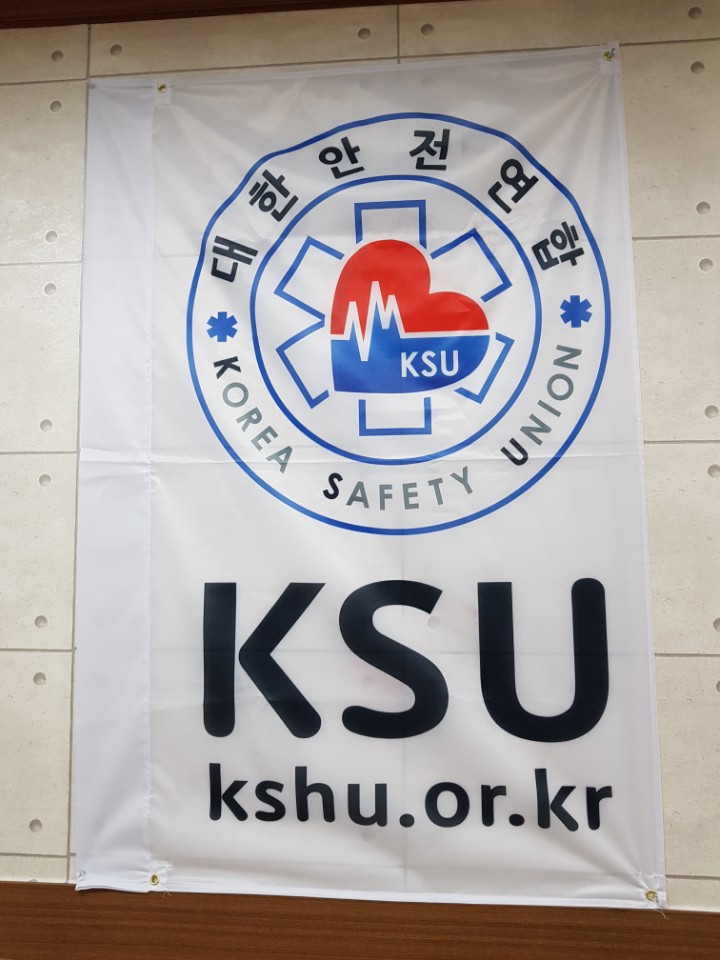 대한안전연합
KSU
KOREA SAFETY UNION
KSU
kshu.or.kr